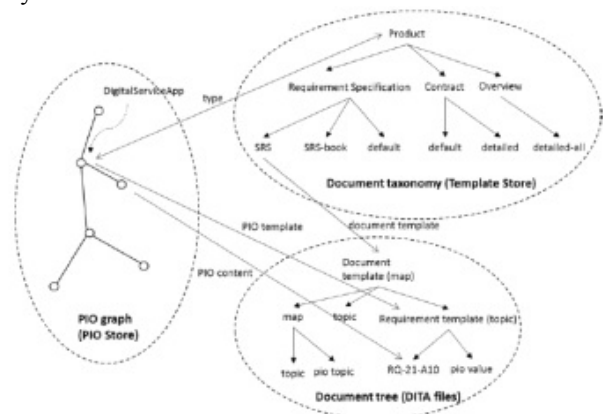 Product
type
DigitalServiceApp
Requirement Specification
Contract
Overview
SRS
SRS-book
default
default
detailed
detailed-all
Document taxonomy (Template Store)
PIO template
document template
PIO content
Document
template (map)
map
topic
Requirement template (topic)
PIO graph
(PIO Store)
topic
pio topic
RQ-21-A10
pio value
Document tree (DITA files)